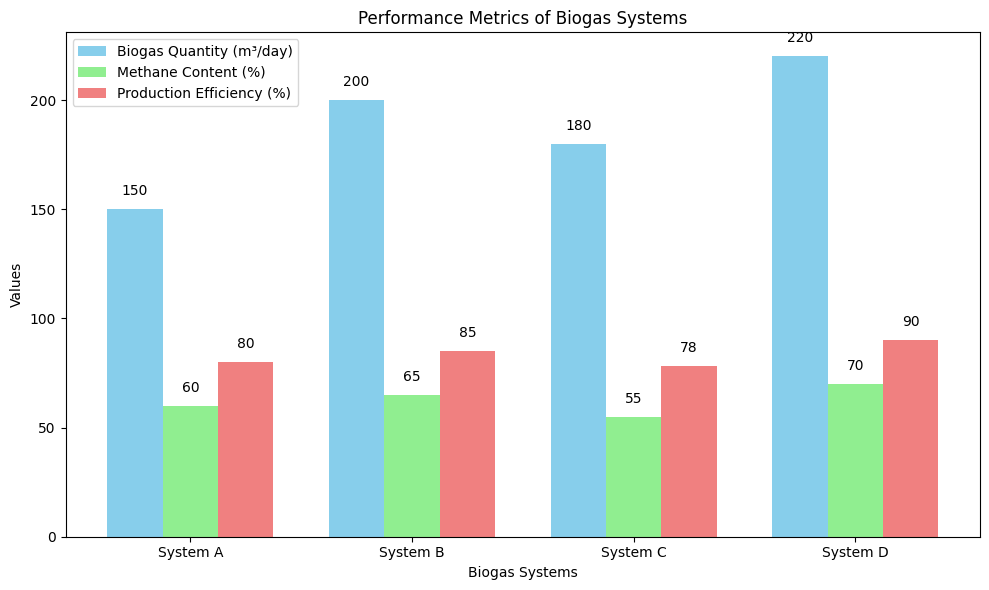 Performance Metrics of Biogas Systems
Biogas Quantity (m³/day)
Methane Content (%)
Production Efficiency (%)
Values
200
150
100
50
0
150
60
80
200
65
85
180
55
78
220
70
90
System A
System B
System C
System D
Biogas Systems